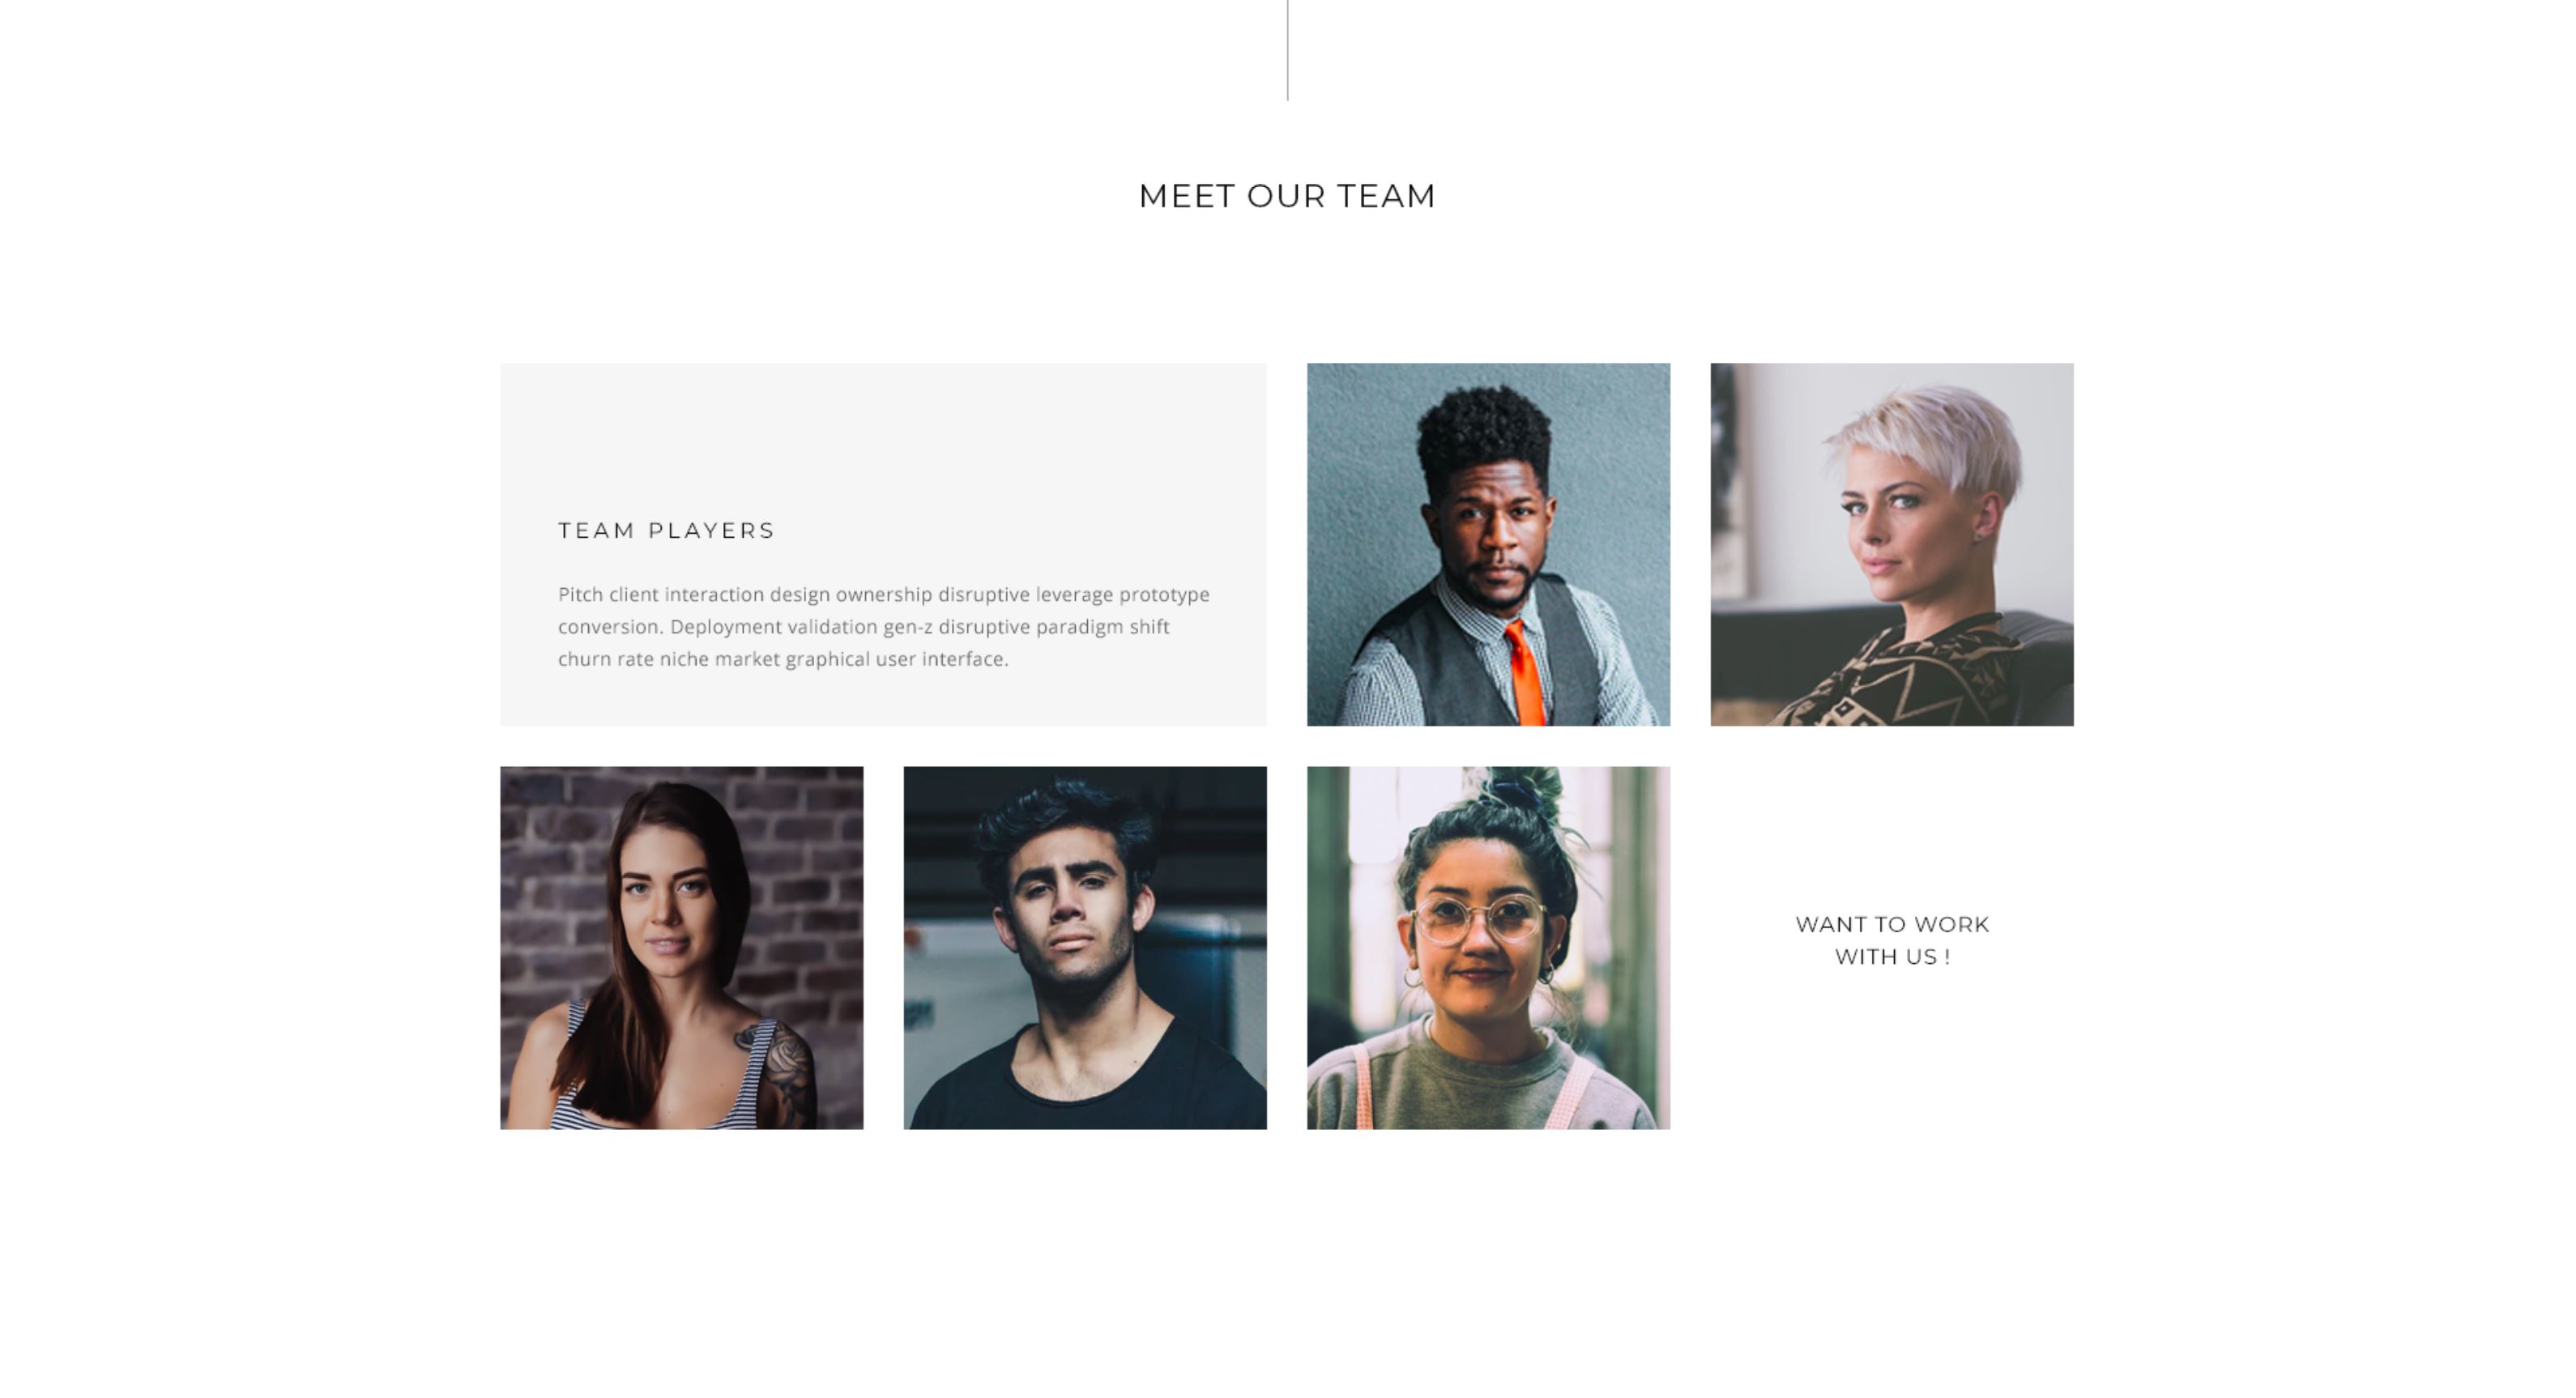 MEET OUR TEAM
TEAM PLAYERS
Pitch client interaction design ownership disruptive leverage prototype
conversion. Deployment validation gen-z disruptive paradigm shift
churn rate niche market graphical user interface.
WANT TO WORK
WITH US !